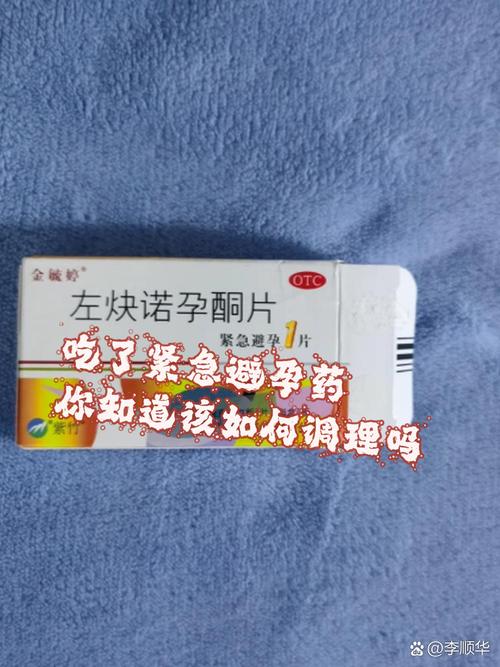 金毓婷®
OTC
左炔诺孕酮片
紧急避孕1片
吃了紧急避孕药
你知道该如何调理吗
紫竹
@李顺华